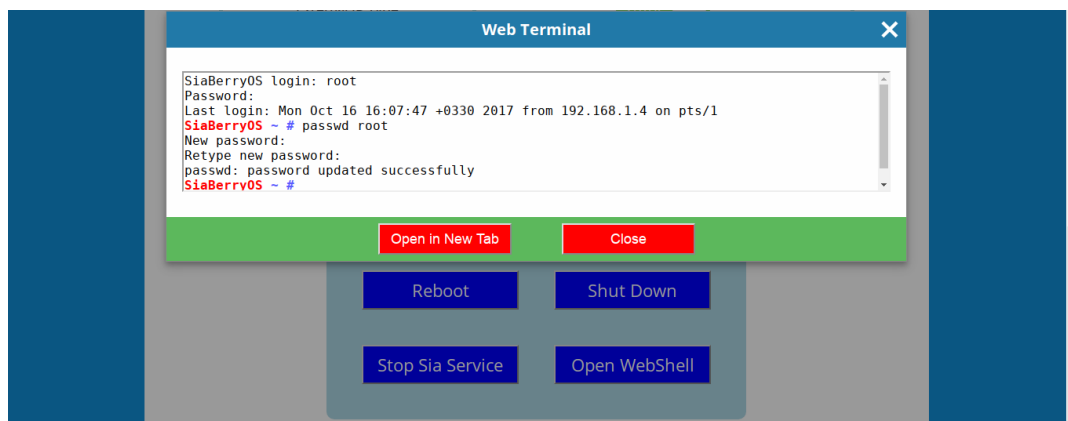 Web Terminal
SiaBerryOS login: root
Password:
Last login: Mon Oct 16 16:07:47 +0330 2017 from 192.168.1.4 on pts/1
SiaBerryOS ~ # passwd root
New password:
Retype new password:
passwd: password updated successfully
SiaBerryOS ~ #
Open in New Tab
Close
Reboot
Shut Down
Stop Sia Service
Open WebShell